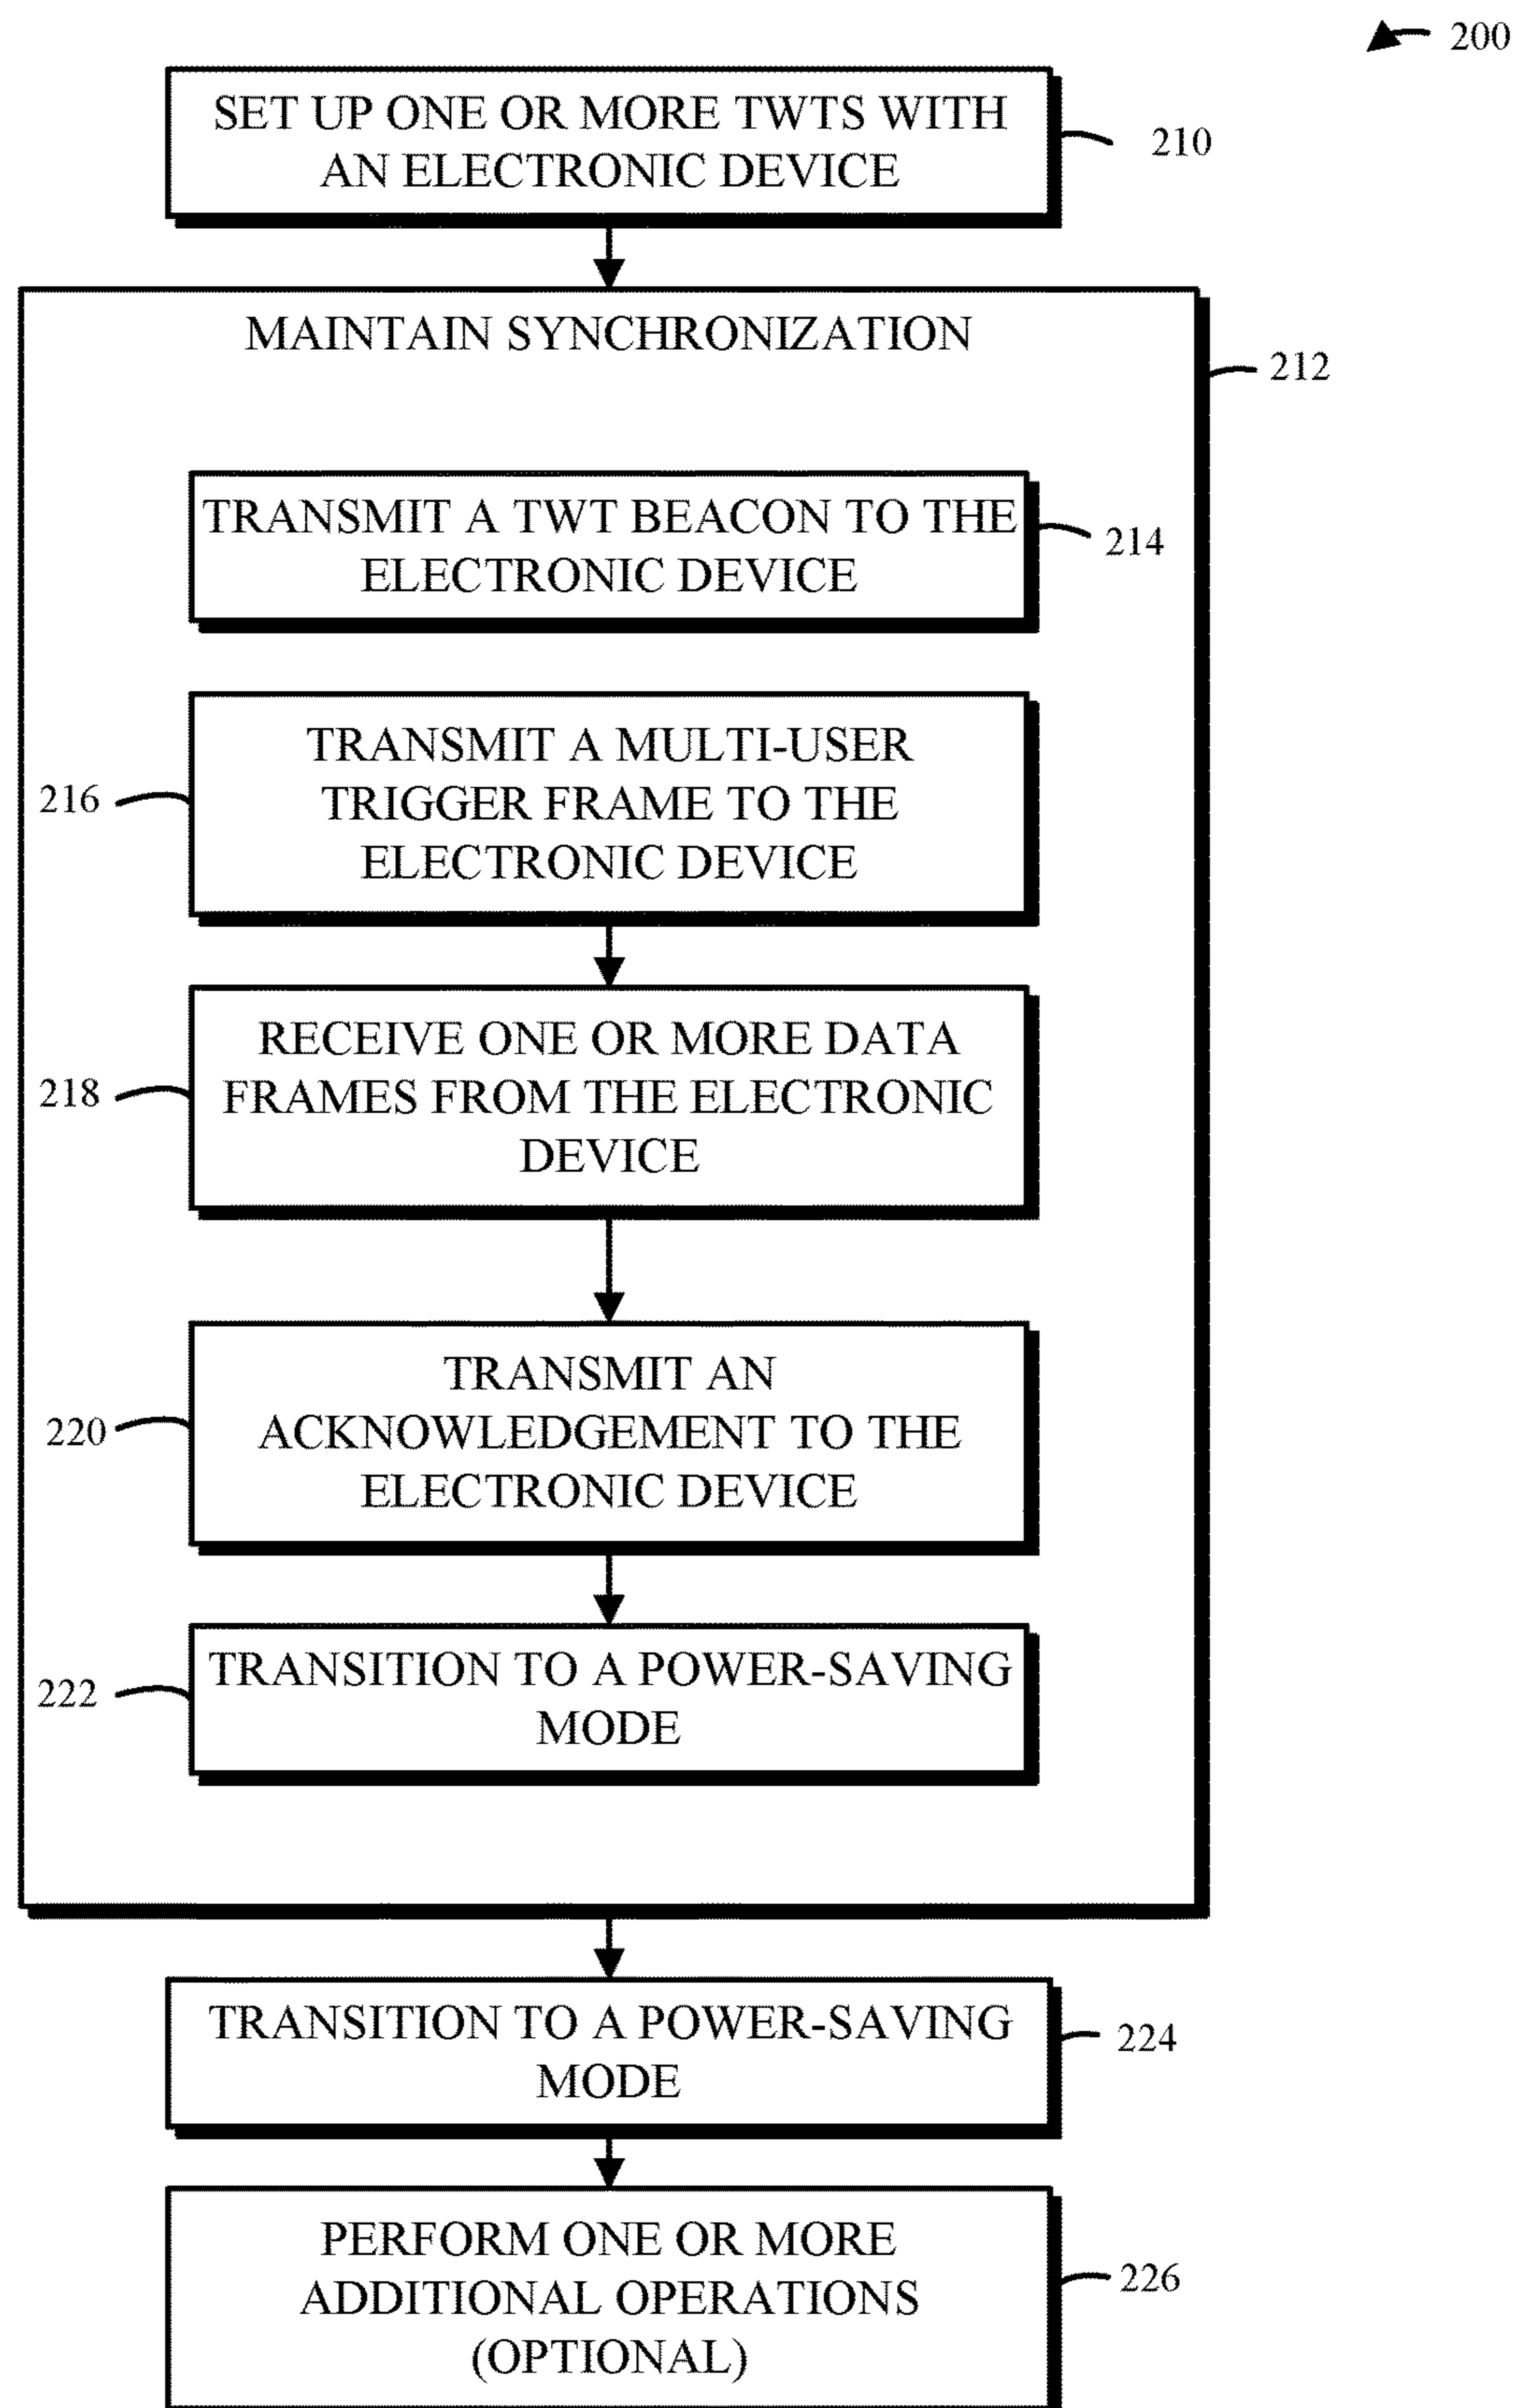 200
SET UP ONE OR MORE TWTS WITH
AN ELECTRONIC DEVICE
210
MAINTAIN SYNCHRONIZATION
212
TRANSMIT A TWT BEACON TO THE
ELECTRONIC DEVICE
214
TRANSMIT A MULTI-USER
TRIGGER FRAME TO THE
ELECTRONIC DEVICE
216
RECEIVE ONE OR MORE DATA
FRAMES FROM THE ELECTRONIC
DEVICE
218
TRANSMIT AN
ACKNOWLEDGEMENT TO THE
ELECTRONIC DEVICE
220
TRANSITION TO A POWER-SAVING
MODE
222
TRANSITION TO A POWER-SAVING
MODE
224
PERFORM ONE OR MORE
ADDITIONAL OPERATIONS
(OPTIONAL)
226